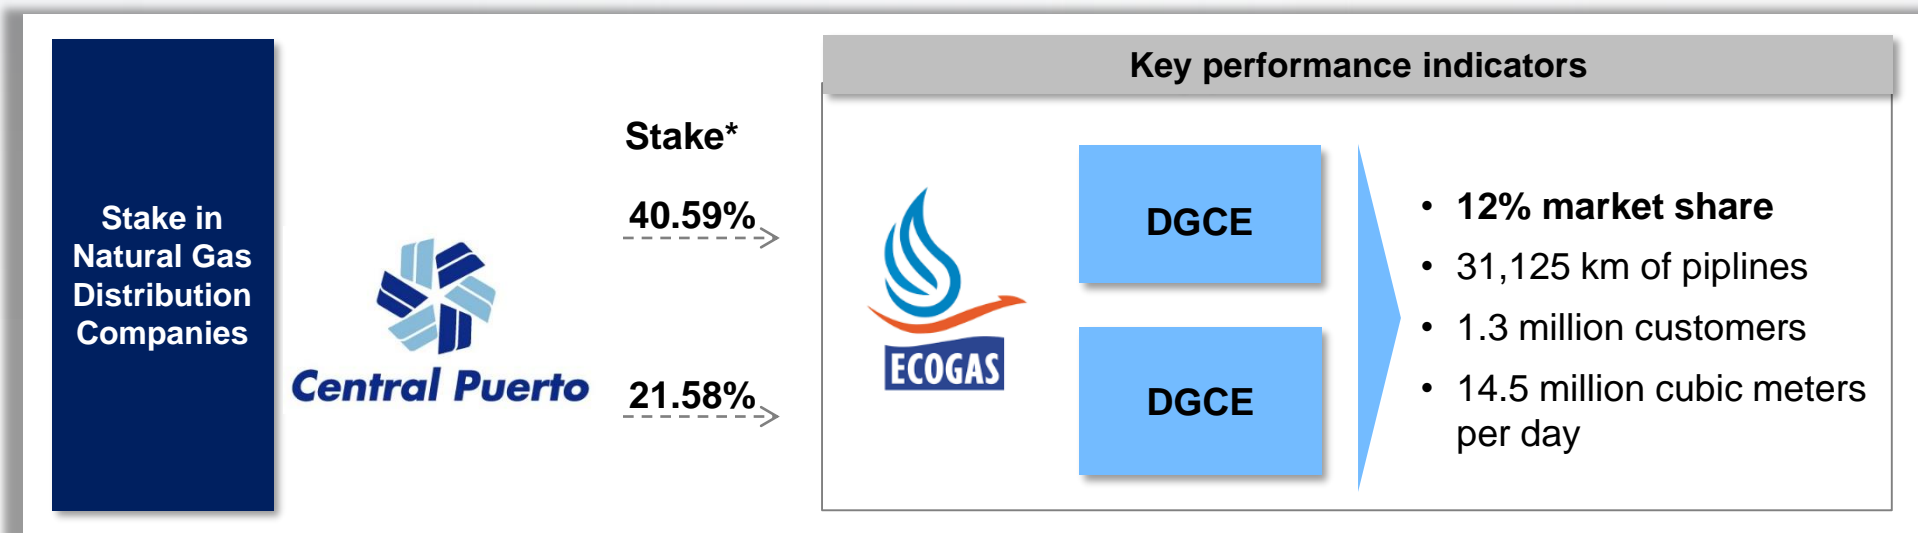 Stake in
Natural Gas
Distribution
Companies
Central Puerto
Stake*
40.59%
21.58%
Key performance indicators
ECOGAS
DGCE
DGCE
• 12% market share
• 31,125 km of piplines
• 1.3 million customers
• 14.5 million cubic meters
per day